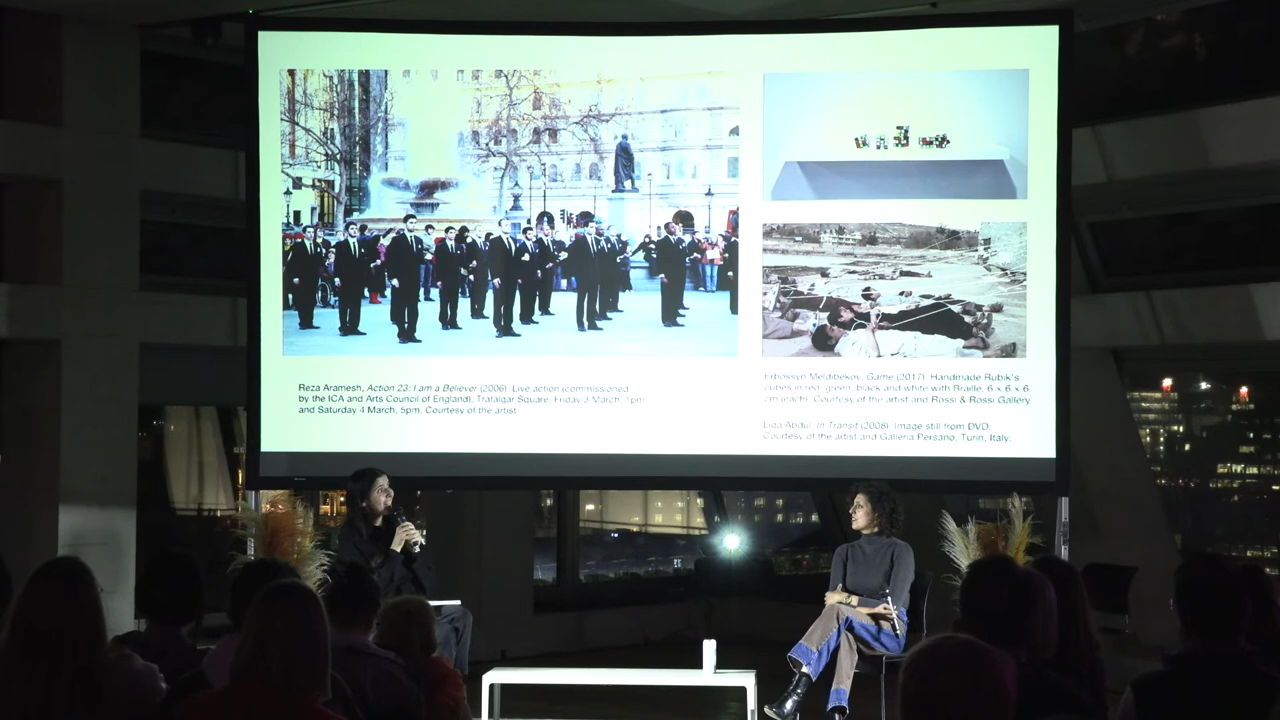 Reza Aramesh, Action 23: I am a Believer (2006). Live action (commissioned
by the ICA and Arts Council of England), Trafalgar Square, Friday 3 March, 1pm
and Saturday 4 March, 5pm. Courtesy of the artist
Erbossyn Meldibekov, Game (2017). Handmade Rubik's
cubes in red, green, black and white with Braille, 6 x 6 x 6
cm (each). Courtesy of the artist and Rossi & Rossi Gallery
Lida Abdul, In Transit (2008). Image still from DVD.
Courtesy of the artist and Galleria Persano, Turin, Italy.